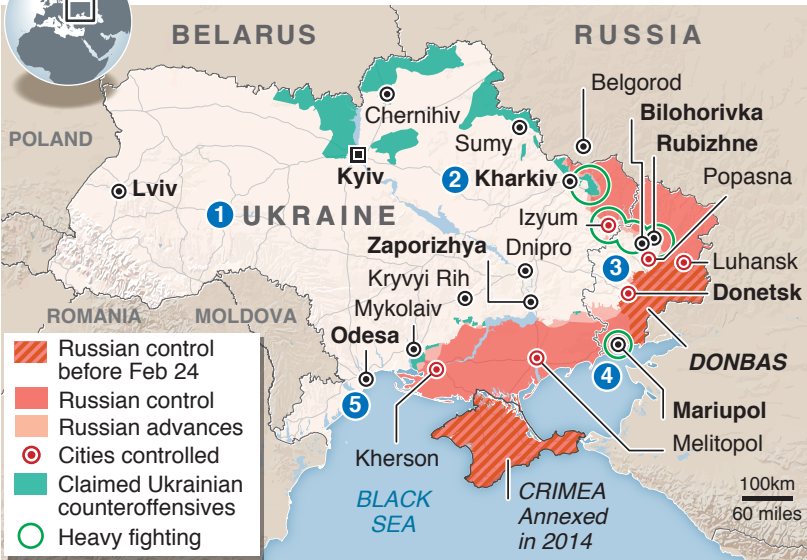 BELARUS
RUSSIA
Belgorod
Bilohorivka
Rubizhne
Popasna
Chernihiv
Sumy
POLAND
Kyiv
2 Kharkiv
Lviv
1 UKRAINE
Izyum
Zaporizhya
Dnipro
3
Luhansk
Kryvyi Rih
Donetsk
Mykolaiv
ROMANIA
MOLDOVA
Odesa
DONBAS
4
5
Mariupol
Melitopol
Kherson
BLACK
SEA
CRIMEA
Annexed
in 2014
100km
60 miles
Russian control
before Feb 24
Russian control
Russian advances
Cities controlled
Claimed Ukrainian
counteroffensives
Heavy fighting